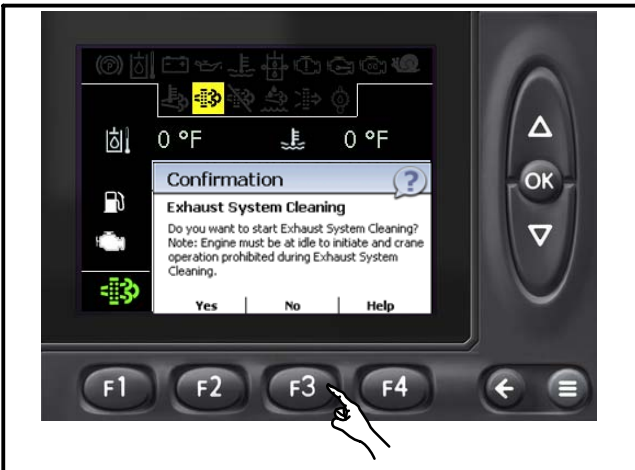 0 °F 0 °F
Confirmation ?
Exhaust System Cleaning
Do you want to start Exhaust System Cleaning?
Note: Engine must be at idle to initiate and crane
operation prohibited during Exhaust System
Cleaning.
Yes No Help
OK
F1 F2 F3 F4